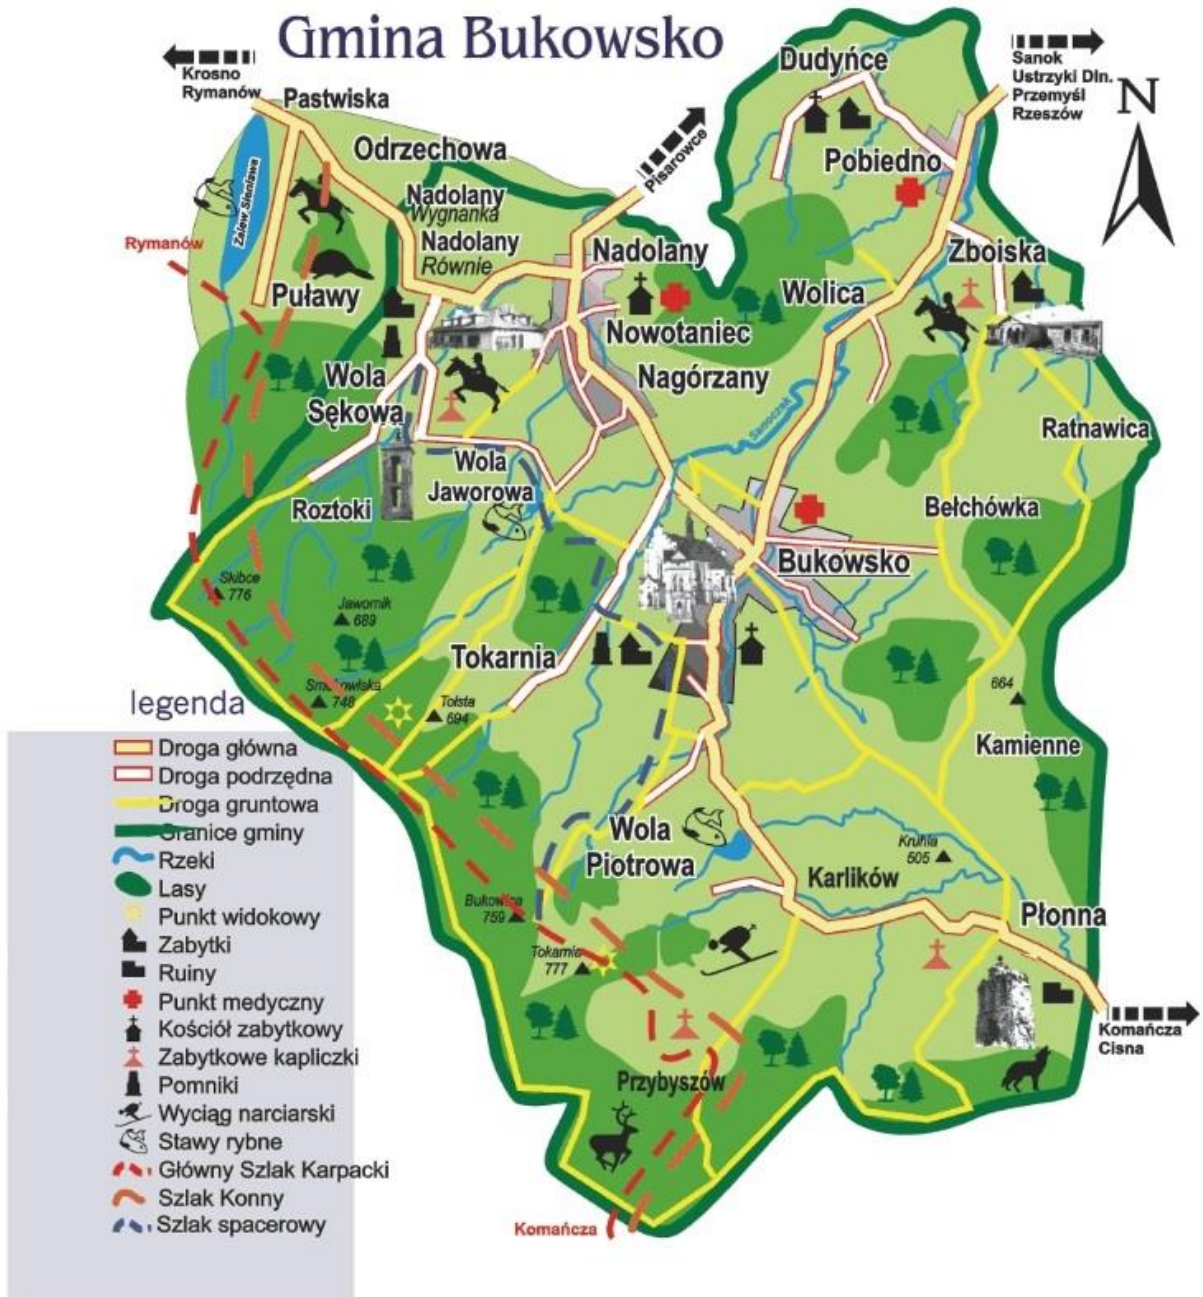 Gmina Bukowsko
Krosno
Rymanów
Sanok
Ustrzyki Dln.
Przemyśl
Rzeszów
N
Pisarowce
Pastwiska
Odrzechowa
Dudyńce
Pobiedno
Nadolany
Wygnanka
Nadolany
Równie
Zalew Sieniawa
Rymanów
Puławy
Nadolany
Zboiska
Wolica
Nowotaniec
Nagórzany
Wola
Sękowa
Sanoczek
Ratnawica
Wola
Jaworowa
Roztoki
Bełchówka
Bukowsko
Skibce
776
Jawornik
689
Tokarnia
Smokowiska
748
Tolsta
694
664
Kamienne
Wola
Piotrowa
Kruhla
505
Karlików
Bukowica
759
Płonna
Tokarnia
777
Komańcza
Cisna
Przybyszów
Komańcza
legenda
Droga główna
Droga podrzędna
Droga gruntowa
Granice gminy
Rzeki
Lasy
Punkt widokowy
Zabytki
Ruiny
Punkt medyczny
Kościół zabytkowy
Zabytkowe kapliczki
Pomniki
Wyciąg narciarski
Stawy rybne
Główny Szlak Karpacki
Szlak Konny
Szlak spacerowy